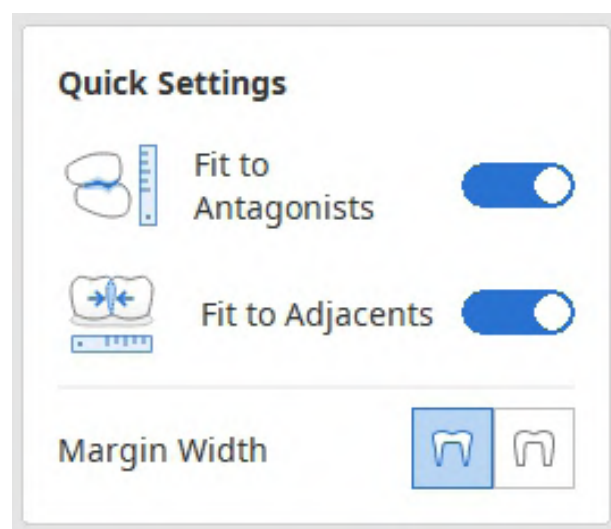 Quick Settings
Fit to
Antagonists
Fit to Adjacents
Margin Width